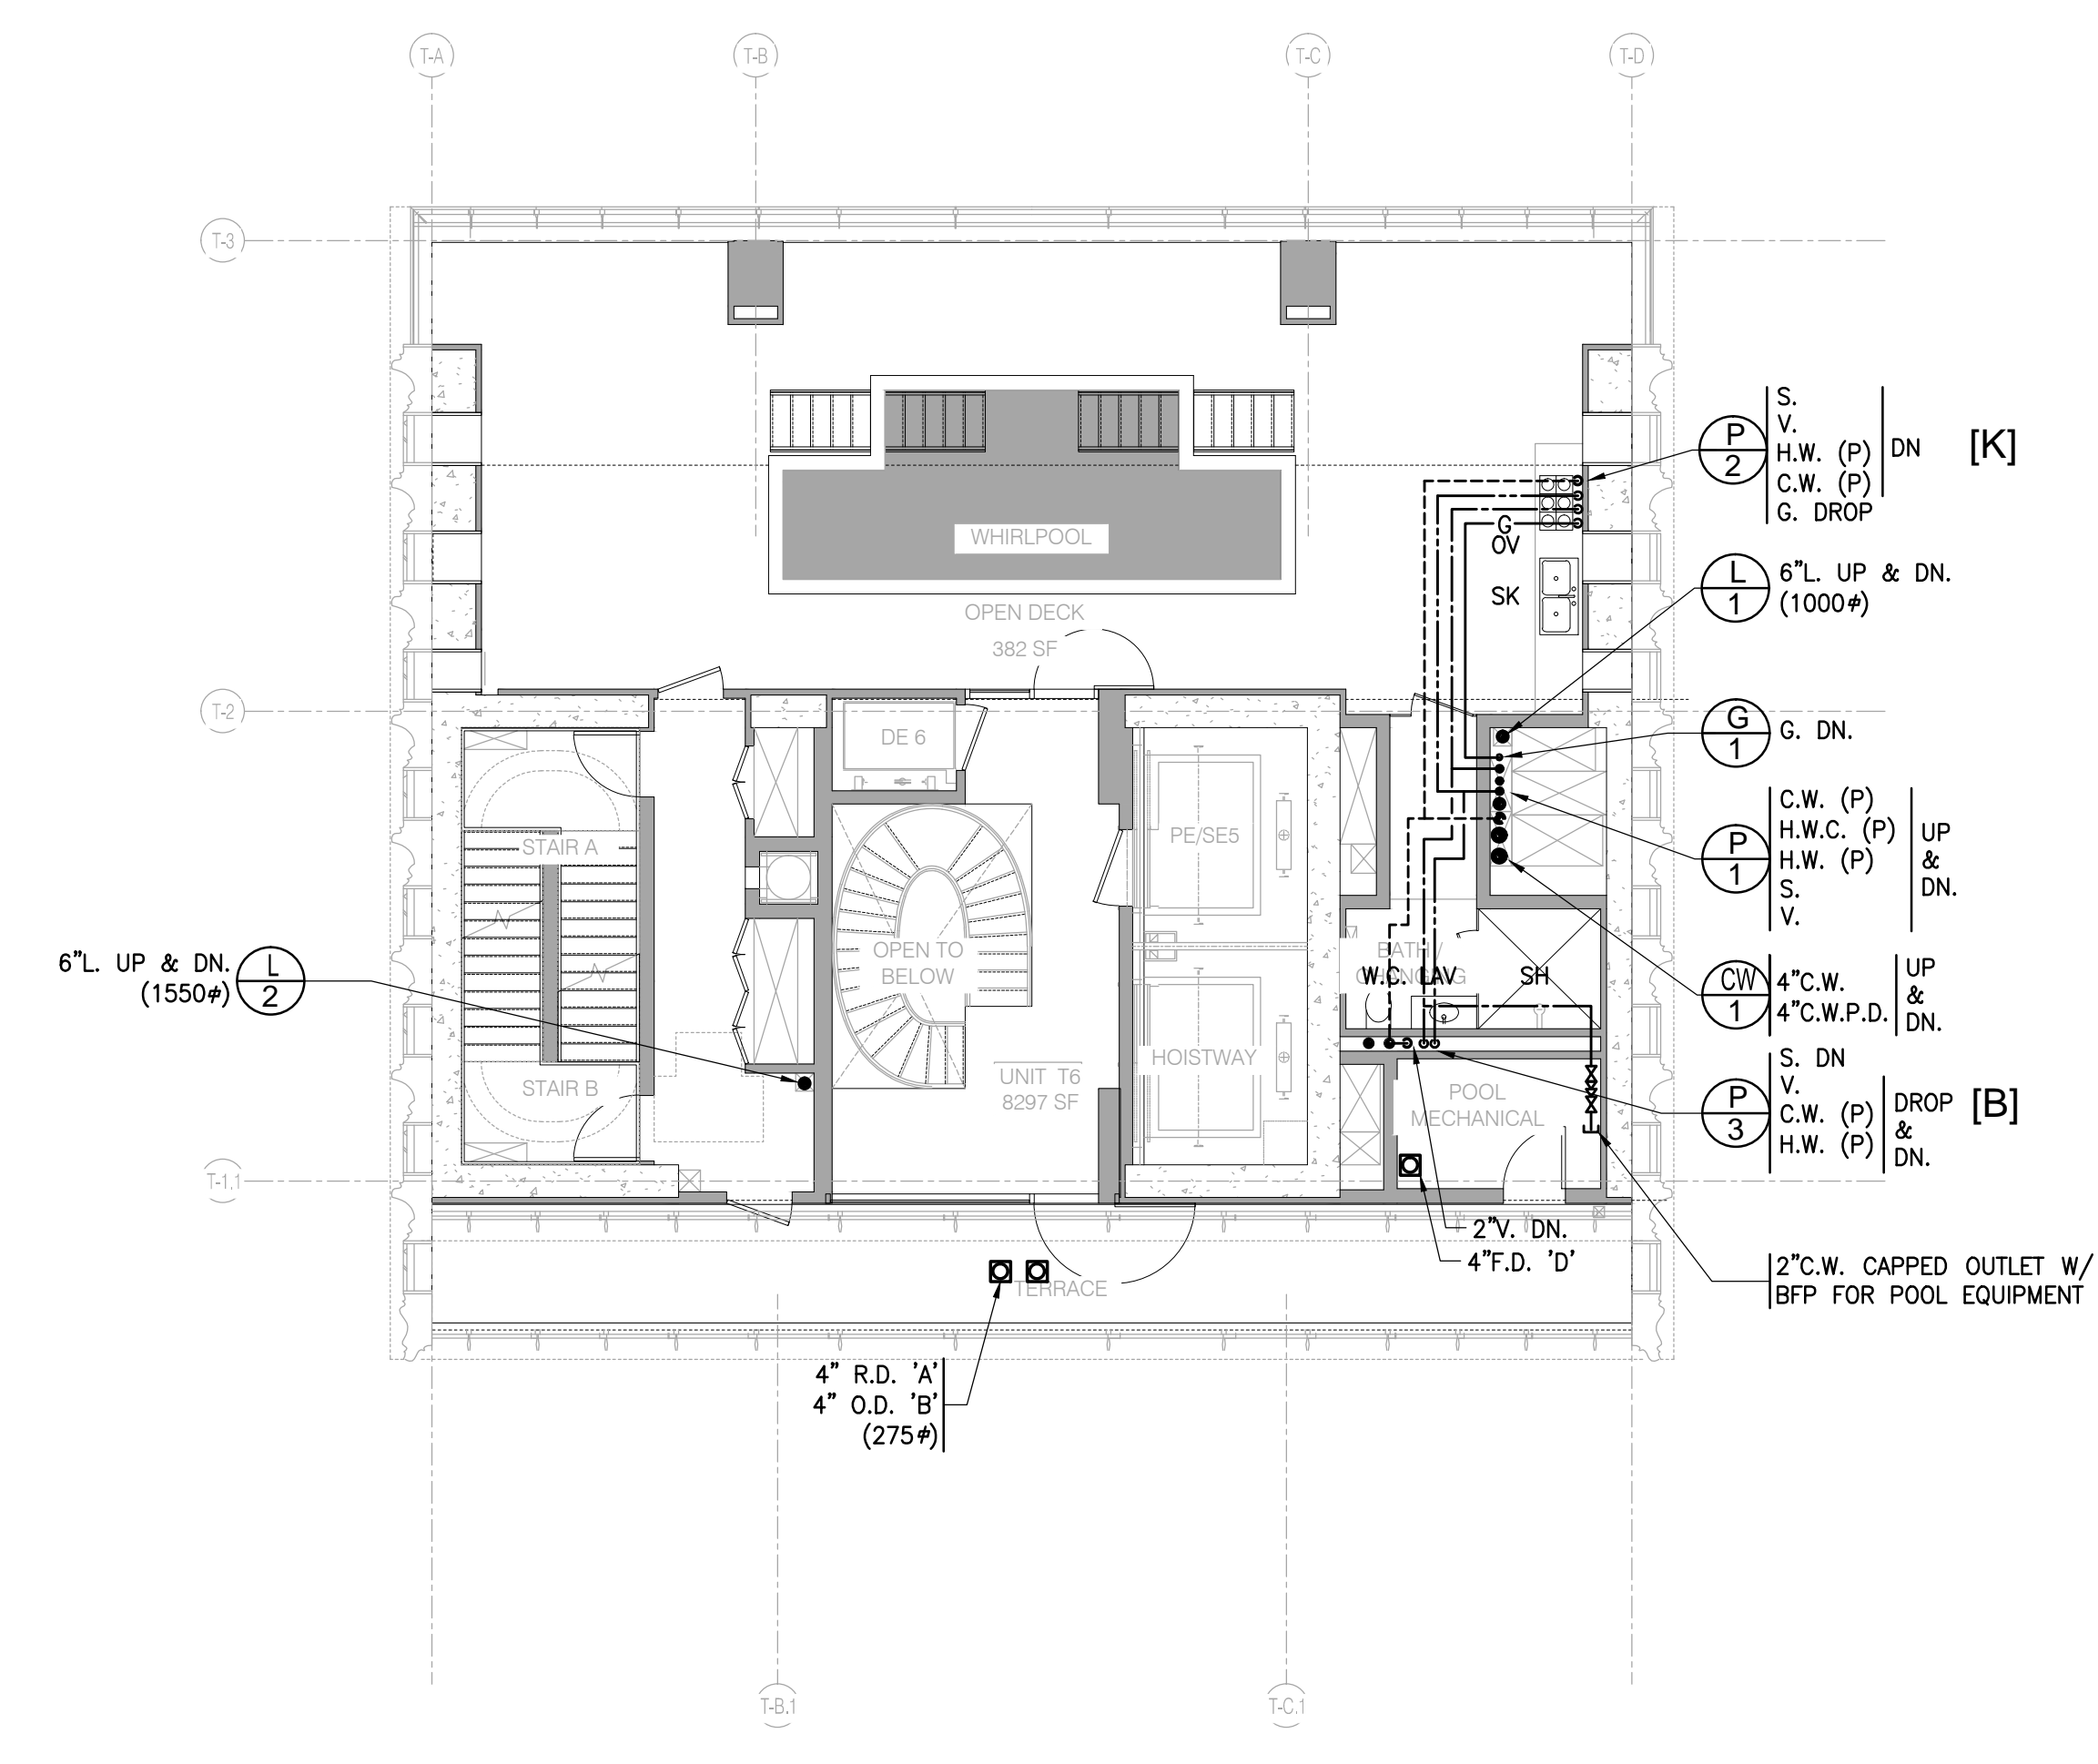 T-A
T-B
T-C
T-D
T-3
S.
V.
H.W. (P)
C.W. (P)
DN
G. DROP
P
2
[K]
WHIRLPOOL
G
OV
SK
L
1
6"L. UP & DN.
(1000#)
OPEN DECK
382 SF
T-2
DE 6
G
1
G. DN.
STAIR A
PE/SE5
P
1
C.W. (P)
H.W.C. (P)
H.W. (P)
S.
V.
UP
&
DN.
6"L. UP & DN.
(1550#)
L
2
OPEN TO
BELOW
BATH /
CHANGING
W.C.
LAV
SH
CW
1
4"C.W.
4"C.W.P.D.
UP
&
DN.
STAIR B
UNIT T6
8297 SF
HOISTWAY
POOL
MECHANICAL
P
3
S. DN
V.
C.W. (P)
H.W. (P)
DROP
&
DN.
[B]
T-1.1
2"V. DN.
4"F.D. 'D'
TERRACE
2"C.W. CAPPED OUTLET W/
BFP FOR POOL EQUIPMENT
4" R.D. 'A'
4" O.D. 'B'
(275#)
T-B.1
T-C.1